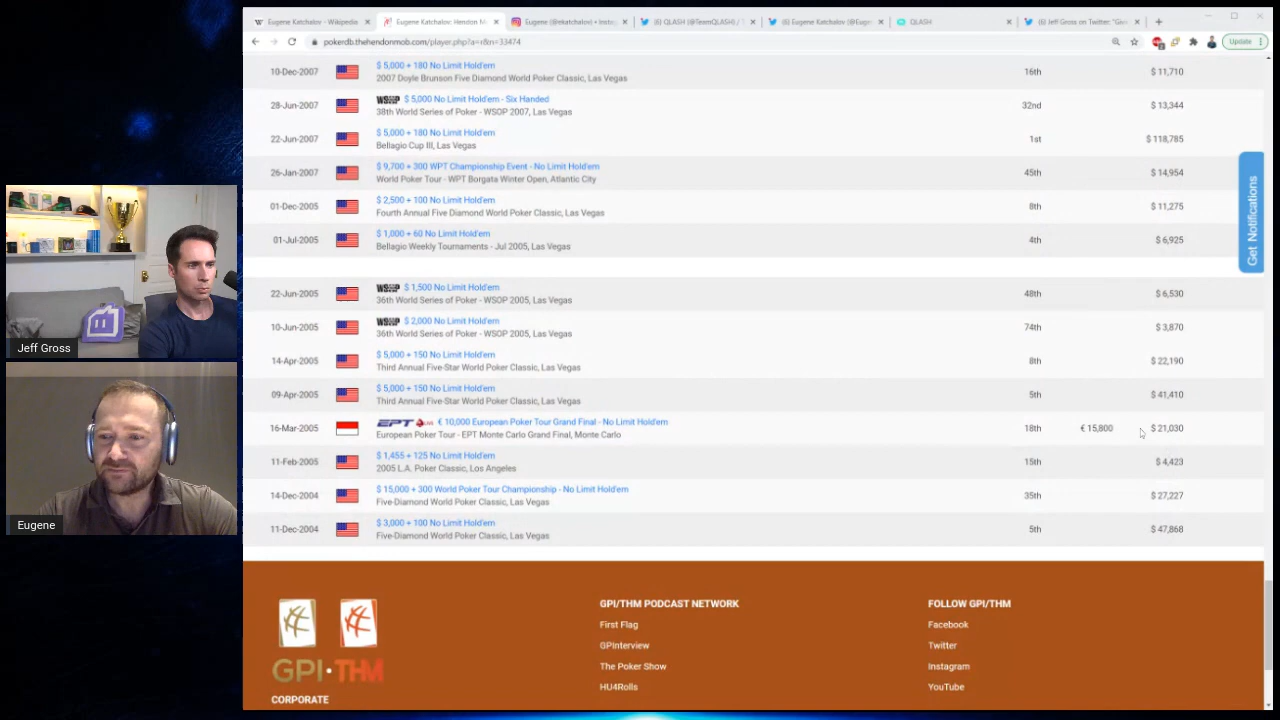 Eugene Katchalov - Wikipedia
Eugene Katchalov: Hendon M
Eugene (@ekatchalov) • Insta
(6) QLASH (@TeamQLASH) /
(6) Eugene Katchalov (@Euge
QLASH
(6) Jeff Gross on Twitter: "Giv
pokerdb.thehendonmob.com/player.php?a=r&n=33474
Update
10-Dec-2007 $ 5,000 + 180 No Limit Hold'em 16th $ 11,710
2007 Doyle Brunson Five Diamond World Poker Classic, Las Vegas
28-Jun-2007 WSOP $ 5,000 No Limit Hold'em - Six Handed 32nd $ 13,344
38th World Series of Poker - WSOP 2007, Las Vegas
22-Jun-2007 $ 5,000 + 180 No Limit Hold'em 1st $ 118,785
Bellagio Cup III, Las Vegas
26-Jan-2007 $ 9,700 + 300 WPT Championship Event - No Limit Hold'em 45th $ 14,954
World Poker Tour - WPT Borgata Winter Open, Atlantic City
01-Dec-2005 $ 2,500 + 100 No Limit Hold'em 8th $ 11,275
Fourth Annual Five Diamond World Poker Classic, Las Vegas
01-Jul-2005 $ 1,000 + 60 No Limit Hold'em 4th $ 6,925
Bellagio Weekly Tournaments - Jul 2005, Las Vegas
22-Jun-2005 WSOP $ 1,500 No Limit Hold'em 48th $ 6,530
36th World Series of Poker - WSOP 2005, Las Vegas
10-Jun-2005 WSOP $ 2,000 No Limit Hold'em 74th $ 3,870
36th World Series of Poker - WSOP 2005, Las Vegas
14-Apr-2005 $ 5,000 + 150 No Limit Hold'em 8th $ 22,190
Third Annual Five-Star World Poker Classic, Las Vegas
09-Apr-2005 $ 5,000 + 150 No Limit Hold'em 5th $ 41,410
Third Annual Five-Star World Poker Classic, Las Vegas
16-Mar-2005 EPT € 10,000 European Poker Tour Grand Final - No Limit Hold'em 18th € 15,800 $ 21,030
European Poker Tour - EPT Monte Carlo Grand Final, Monte Carlo
11-Feb-2005 $ 1,455 + 125 No Limit Hold'em 15th $ 4,423
2005 L.A. Poker Classic, Los Angeles
14-Dec-2004 $ 15,000 + 300 World Poker Tour Championship - No Limit Hold'em 35th $ 27,227
Five-Diamond World Poker Classic, Las Vegas
11-Dec-2004 $ 3,000 + 100 No Limit Hold'em 5th $ 47,868
Five-Diamond World Poker Classic, Las Vegas
Get Notifications
Jeff Gross
Eugene
GPI•THM
CORPORATE
GPI/THM PODCAST NETWORK
First Flag
GPInterview
The Poker Show
HU4Rolls
FOLLOW GPI/THM
Facebook
Twitter
Instagram
YouTube